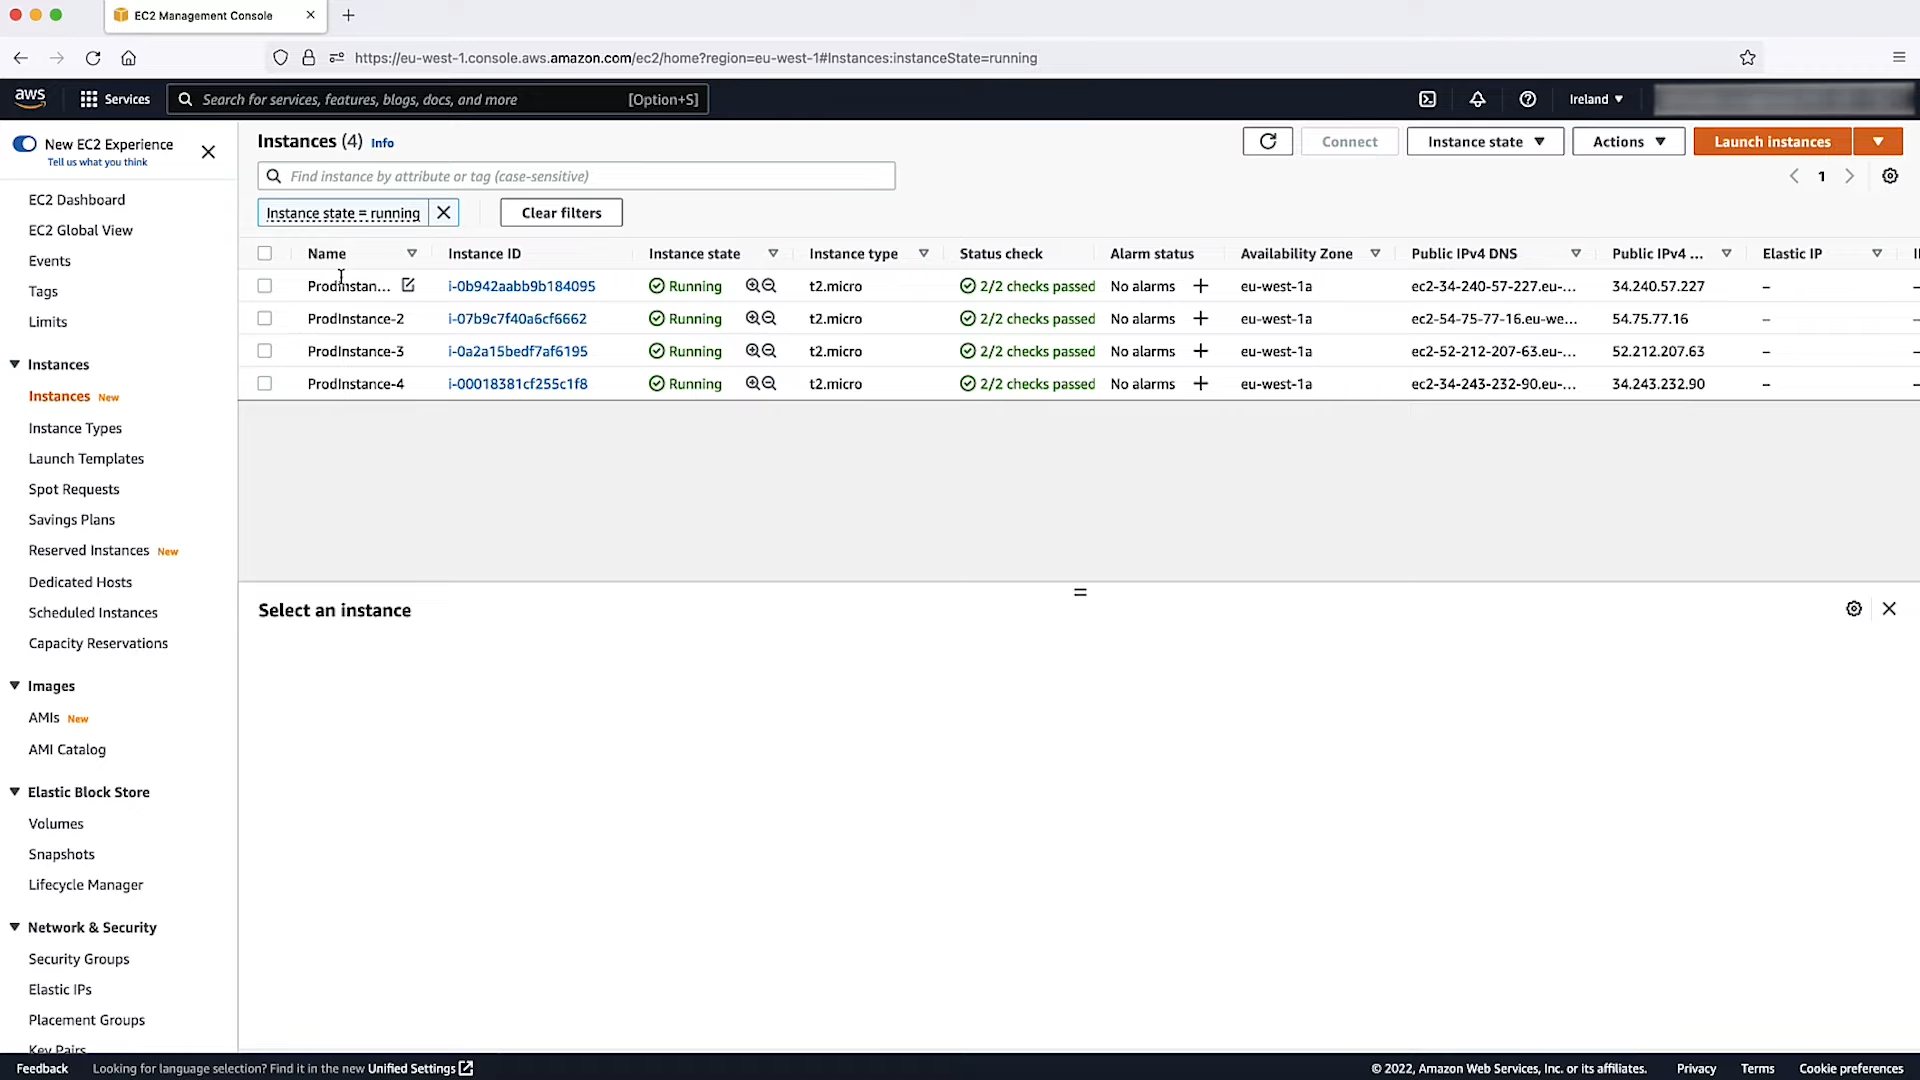 EC2 Management Console
https://eu-west-1.console.aws.amazon.com/ec2/home?region=eu-west-1#Instances:instanceState=running
aws
Services
Search for services, features, blogs, docs, and more [Option+S]
Ireland
New EC2 Experience
Tell us what you think
EC2 Dashboard
EC2 Global View
Events
Tags
Limits
Instances
Instances New
Instance Types
Launch Templates
Spot Requests
Savings Plans
Reserved Instances New
Dedicated Hosts
Scheduled Instances
Capacity Reservations
Images
AMIs New
AMI Catalog
Elastic Block Store
Volumes
Snapshots
Lifecycle Manager
Network & Security
Security Groups
Elastic IPs
Placement Groups
Key Pairs
Instances (4) Info
Connect
Instance state
Actions
Launch instances
Find instance by attribute or tag (case-sensitive)
1
Instance state = running
Clear filters
Name Instance ID Instance state Instance type Status check Alarm status Availability Zone Public IPv4 DNS Public IPv4 ... Elastic IP
ProdInstan... i-0b942aabb9b184095 Running t2.micro 2/2 checks passed No alarms + eu-west-1a ec2-34-240-57-227.eu-... 34.240.57.227 –
ProdInstance-2 i-07b9c7f40a6cf6662 Running t2.micro 2/2 checks passed No alarms + eu-west-1a ec2-54-75-77-16.eu-we... 54.75.77.16 –
ProdInstance-3 i-0a2a15bedf7af6195 Running t2.micro 2/2 checks passed No alarms + eu-west-1a ec2-52-212-207-63.eu-... 52.212.207.63 –
ProdInstance-4 i-00018381cf255c1f8 Running t2.micro 2/2 checks passed No alarms + eu-west-1a ec2-34-243-232-90.eu-... 34.243.232.90 –
Select an instance
Feedback
Looking for language selection? Find it in the new Unified Settings
© 2022, Amazon Web Services, Inc. or its affiliates.
Privacy
Terms
Cookie preferences